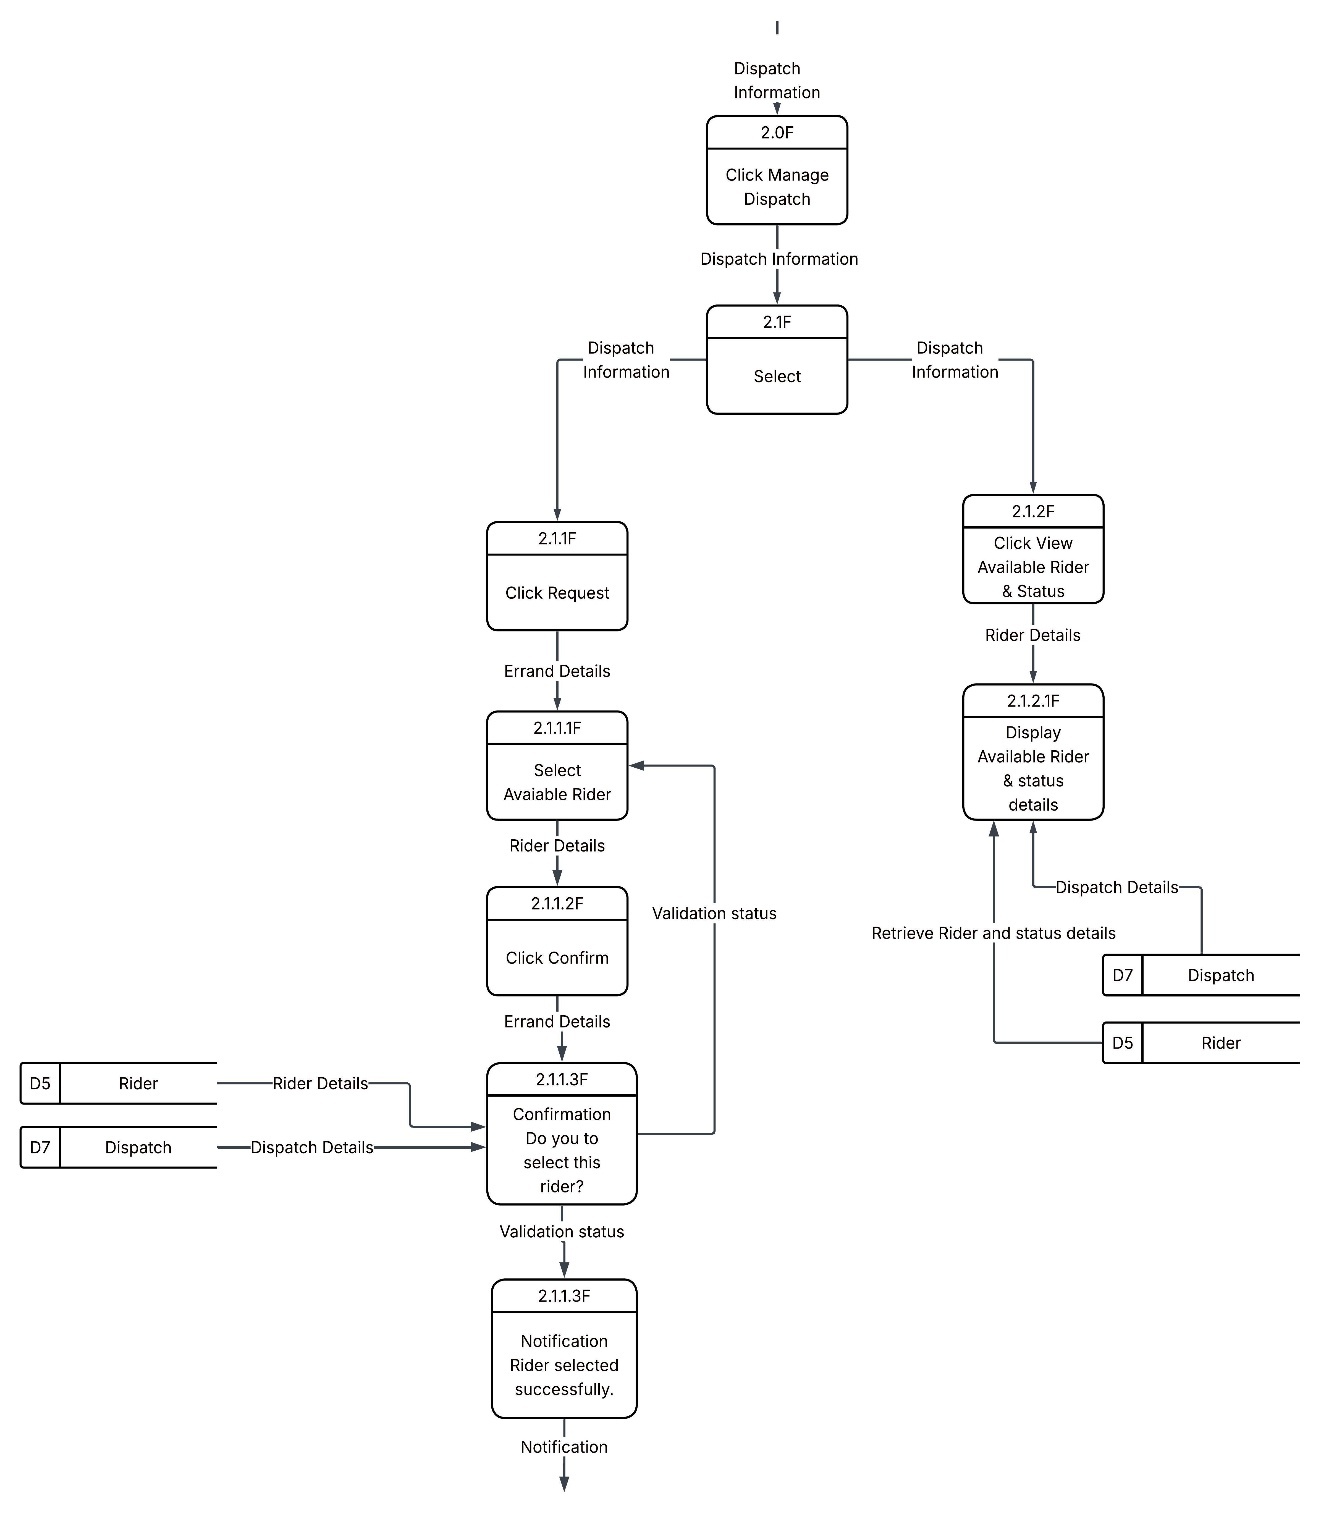 Dispatch
Information
2.0F
Click Manage
Dispatch
Dispatch Information
2.1F
Select
Dispatch
Information
Dispatch
Information
2.1.1F
Click Request
Errand Details
2.1.1.1F
Select
Avaiable Rider
Rider Details
2.1.1.2F
Click Confirm
Errand Details
Validation status
D5
Rider
Rider Details
D7
Dispatch
Dispatch Details
2.1.1.3F
Confirmation
Do you to
select this
rider?
Validation status
2.1.1.3F
Notification
Rider selected
successfully.
Notification
2.1.2F
Click View
Available Rider
& Status
Rider Details
2.1.2.1F
Display
Available Rider
& status
details
Dispatch Details
Retrieve Rider and status details
D7
Dispatch
D5
Rider